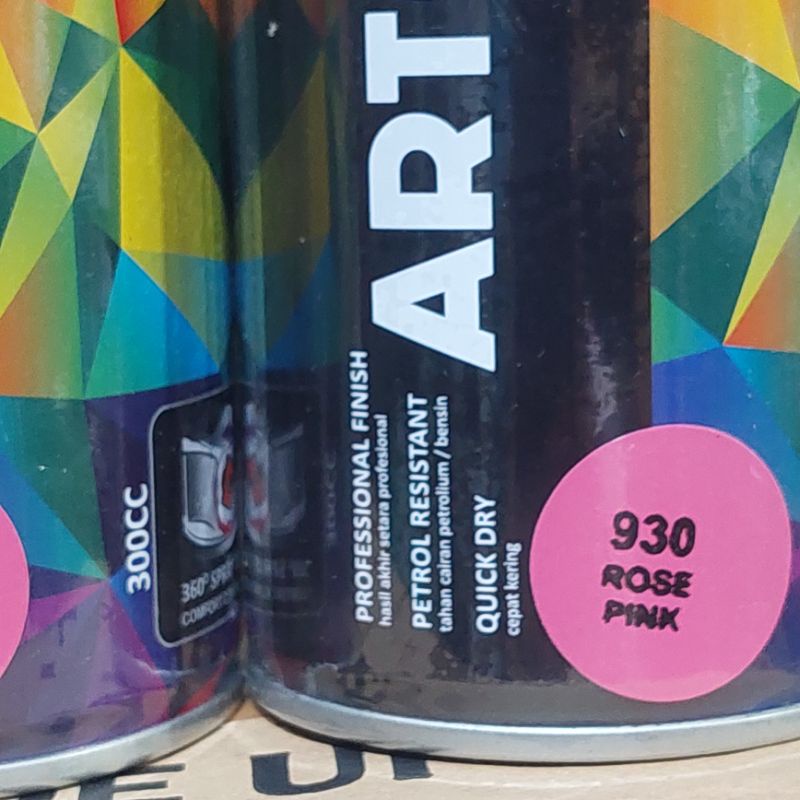 ART
PROFESSIONAL FINISH
hasil akhir setara profesional
PETROL RESISTANT
tahan cairan petrolium / bensin
QUICK DRY
cepat kering
930
ROSE
PINK
300CC
360°